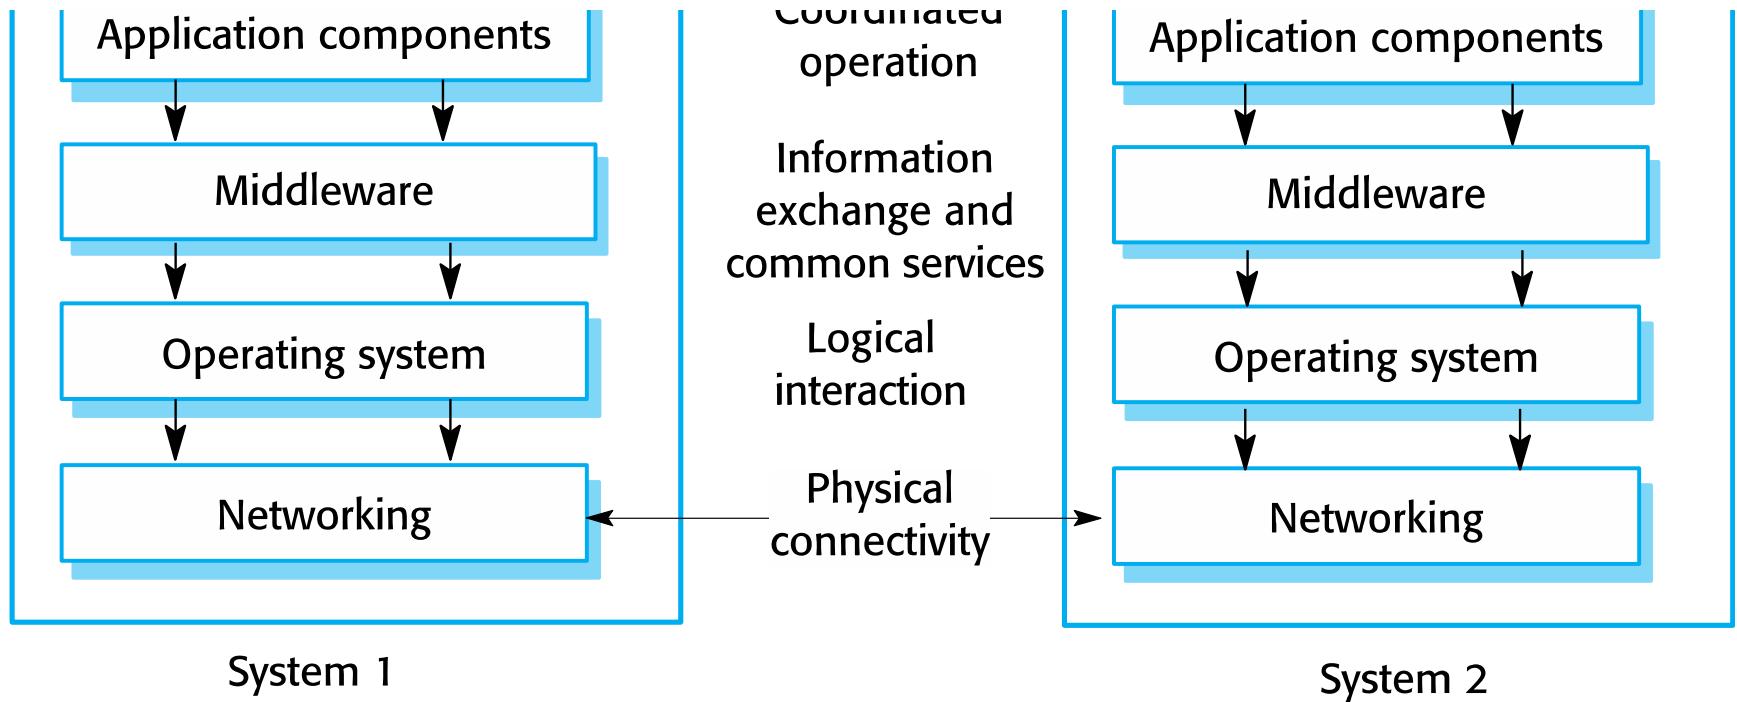 Application components
Middleware
Operating system
Networking
System 1
Coordinated
operation
Information
exchange and
common services
Logical
interaction
Physical
connectivity
Application components
Middleware
Operating system
Networking
System 2